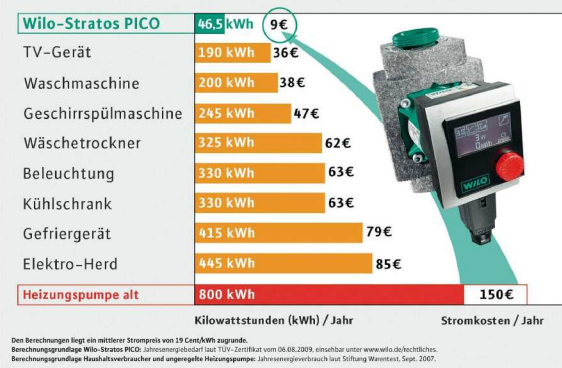 Wilo-Stratos PICO 46,5 kWh 9€
TV-Gerät 190 kWh 36€
Waschmaschine 200 kWh 38€
Geschirrspülmaschine 245 kWh 47€
Wäschetrockner 325 kWh 62€
Beleuchtung 330 kWh 63€
Kühlschrank 330 kWh 63€
Gefriergerät 415 kWh 79€
Elektro-Herd 445 kWh 85€
Heizungspumpe alt 800 kWh 150€
Kilowattstunden (kWh) / Jahr Stromkosten / Jahr
WILO
Den Berechnungen liegt ein mittlerer Strompreis von 19 Cent/kWh zugrunde.
Berechnungsgrundlage Wilo-Stratos PICO: Jahresenergiebedarf laut TÜV-Zertifikat vom 06.08.2009, einsehbar unter www.wilo.de/rechtliches.
Berechnungsgrundlage Haushaltsverbraucher und ungeregelte Heizungspumpe: Jahresenergieverbrauch laut Stiftung Warentest, Sept. 2007.